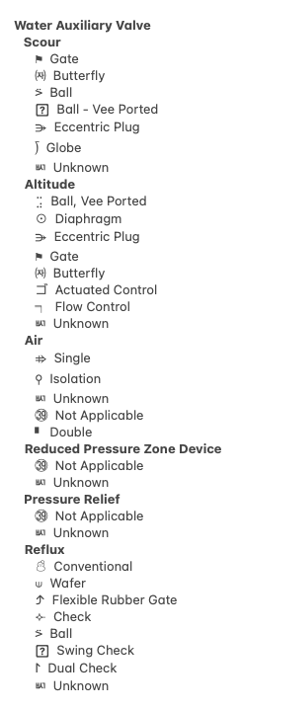 Water Auxiliary Valve
Scour
Gate
Butterfly
Ball
Ball - Vee Ported
Eccentric Plug
Globe
Unknown
Altitude
Ball, Vee Ported
Diaphragm
Eccentric Plug
Gate
Butterfly
Actuated Control
Flow Control
Unknown
Air
Single
Isolation
Unknown
Not Applicable
Double
Reduced Pressure Zone Device
Not Applicable
Unknown
Pressure Relief
Not Applicable
Unknown
Reflux
Conventional
Wafer
Flexible Rubber Gate
Check
Ball
Swing Check
Dual Check
Unknown